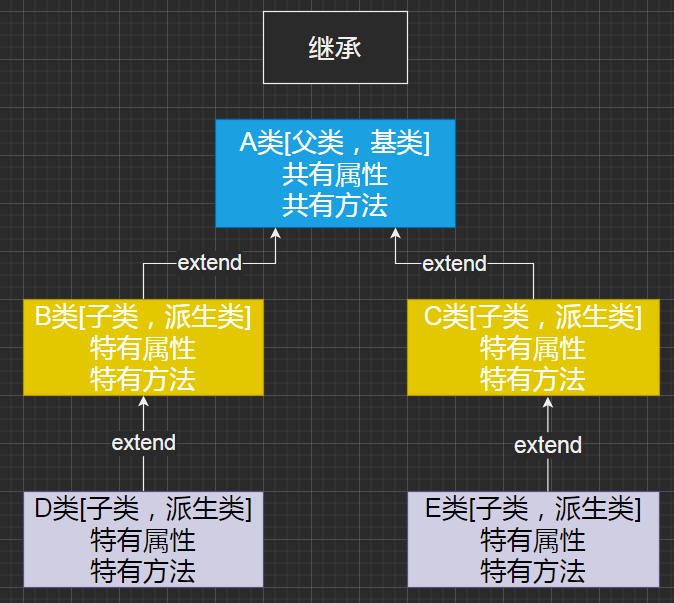 继承
A类[父类，基类]
共有属性
共有方法
extend
extend
B类[子类，派生类]
特有属性
特有方法
C类[子类，派生类]
特有属性
特有方法
extend
extend
D类[子类，派生类]
特有属性
特有方法
E类[子类，派生类]
特有属性
特有方法